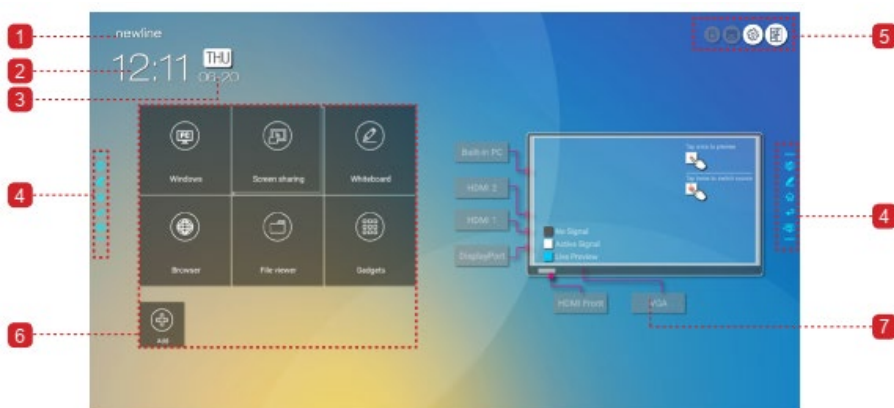 1
newline
5
2
12:11
THU
06-20
3
Windows
Screen sharing
Whiteboard
Browser
File viewer
Gadgets
Add
4
Built-in PC
HDMI 2
HDMI 1
DisplayPort
Tap once to preview
Tap twice to switch source
No Signal
Active Signal
Live Preview
HDMI Front
VGA
4
6
7